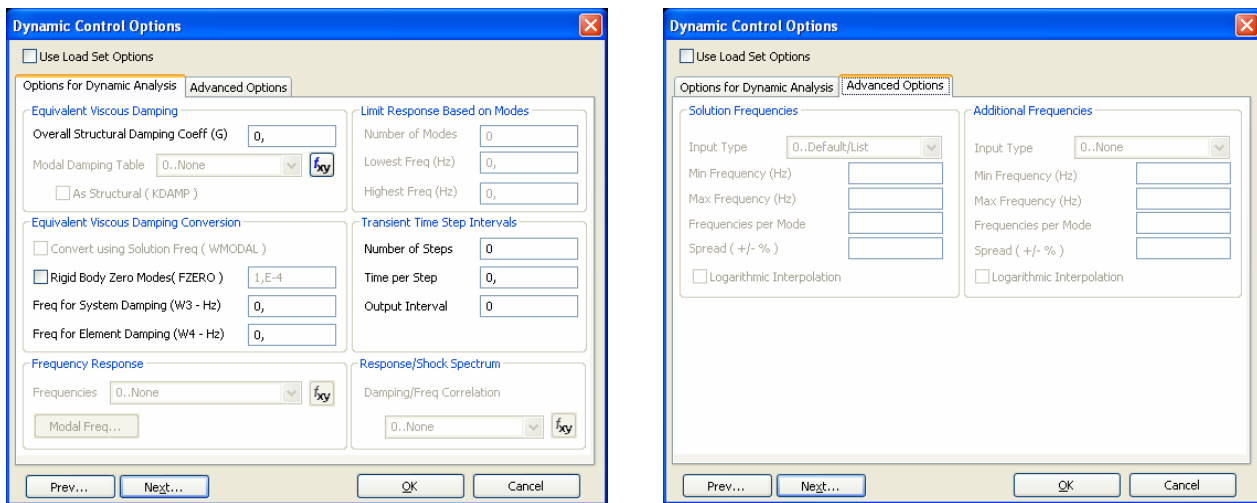 Dynamic Control Options
Use Load Set Options
Options for Dynamic Analysis Advanced Options
Equivalent Viscous Damping
Overall Structural Damping Coeff (G) 0,
Modal Damping Table 0..None fxy
As Structural ( KDAMP )
Limit Response Based on Modes
Number of Modes 0
Lowest Freq (Hz) 0,
Highest Freq (Hz) 0,
Equivalent Viscous Damping Conversion
Convert using Solution Freq ( WMODAL )
Rigid Body Zero Modes( FZERO ) 1,E-4
Freq for System Damping (W3 - Hz) 0,
Freq for Element Damping (W4 - Hz) 0,
Transient Time Step Intervals
Number of Steps 0
Time per Step 0,
Output Interval 0
Frequency Response
Frequencies 0..None fxy
Modal Freq...
Response/Shock Spectrum
Damping/Freq Correlation
0..None fxy
Prev... Next... OK Cancel
Dynamic Control Options
Use Load Set Options
Options for Dynamic Analysis Advanced Options
Solution Frequencies
Input Type 0..Default/List
Min Frequency (Hz)
Max Frequency (Hz)
Frequencies per Mode
Spread ( +/- % )
Logarithmic Interpolation
Additional Frequencies
Input Type 0..None
Min Frequency (Hz)
Max Frequency (Hz)
Frequencies per Mode
Spread ( +/- % )
Logarithmic Interpolation
Prev... Next... OK Cancel